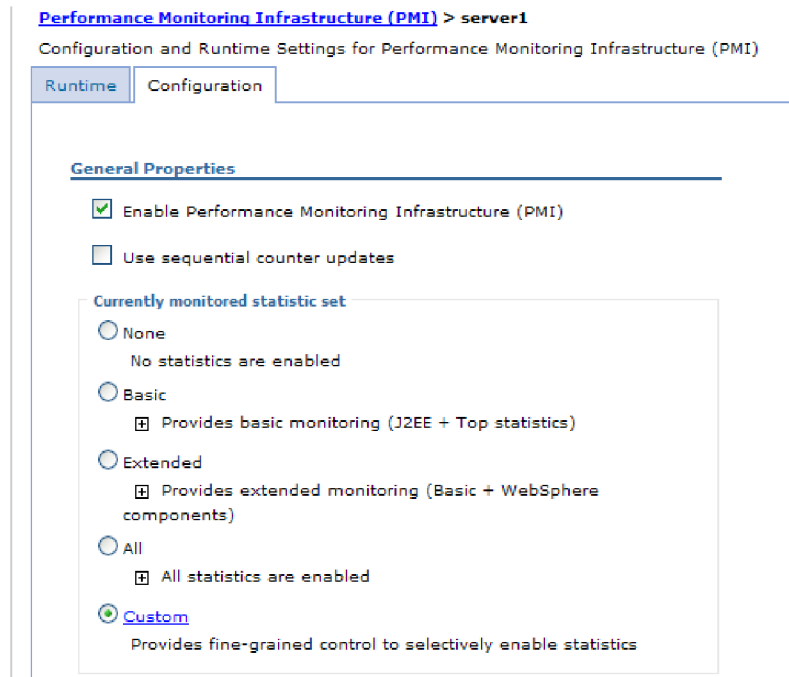 Performance Monitoring Infrastructure (PMI) > server1
Configuration and Runtime Settings for Performance Monitoring Infrastructure (PMI)
Runtime Configuration
General Properties
Enable Performance Monitoring Infrastructure (PMI)
Use sequential counter updates
Currently monitored statistic set
None
No statistics are enabled
Basic
Provides basic monitoring (J2EE + Top statistics)
Extended
Provides extended monitoring (Basic + WebSphere
components)
All
All statistics are enabled
Custom
Provides fine-grained control to selectively enable statistics